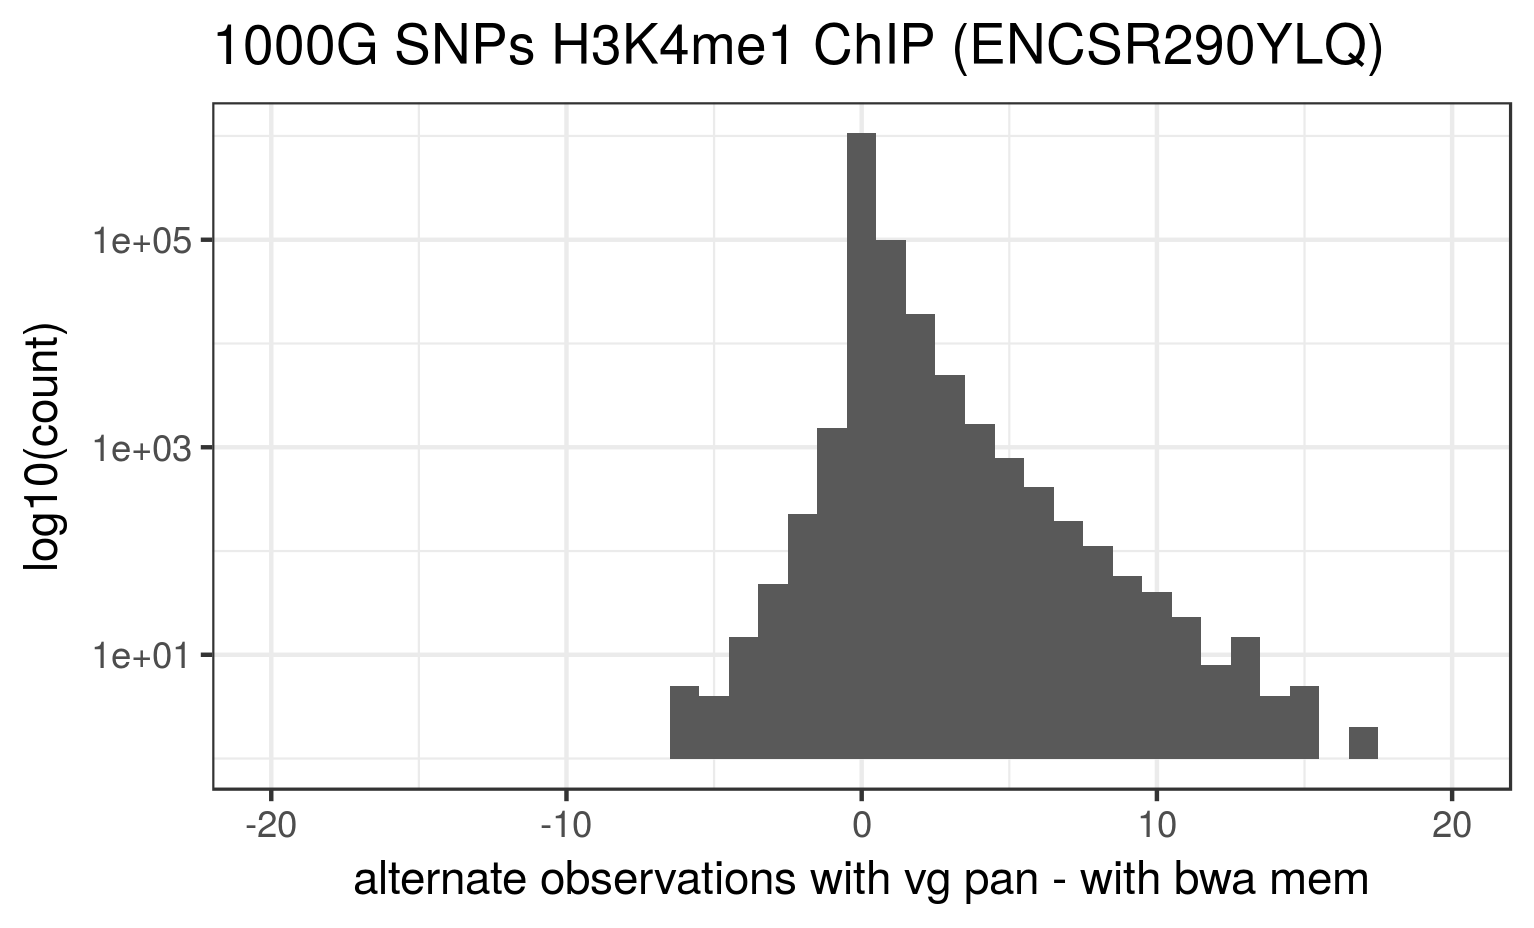 1000G SNPs H3K4me1 ChIP (ENCSR290YLQ)
log10(count)
1e+05
1e+03
1e+01
-20 -10 0 10 20
alternate observations with vg pan - with bwa mem